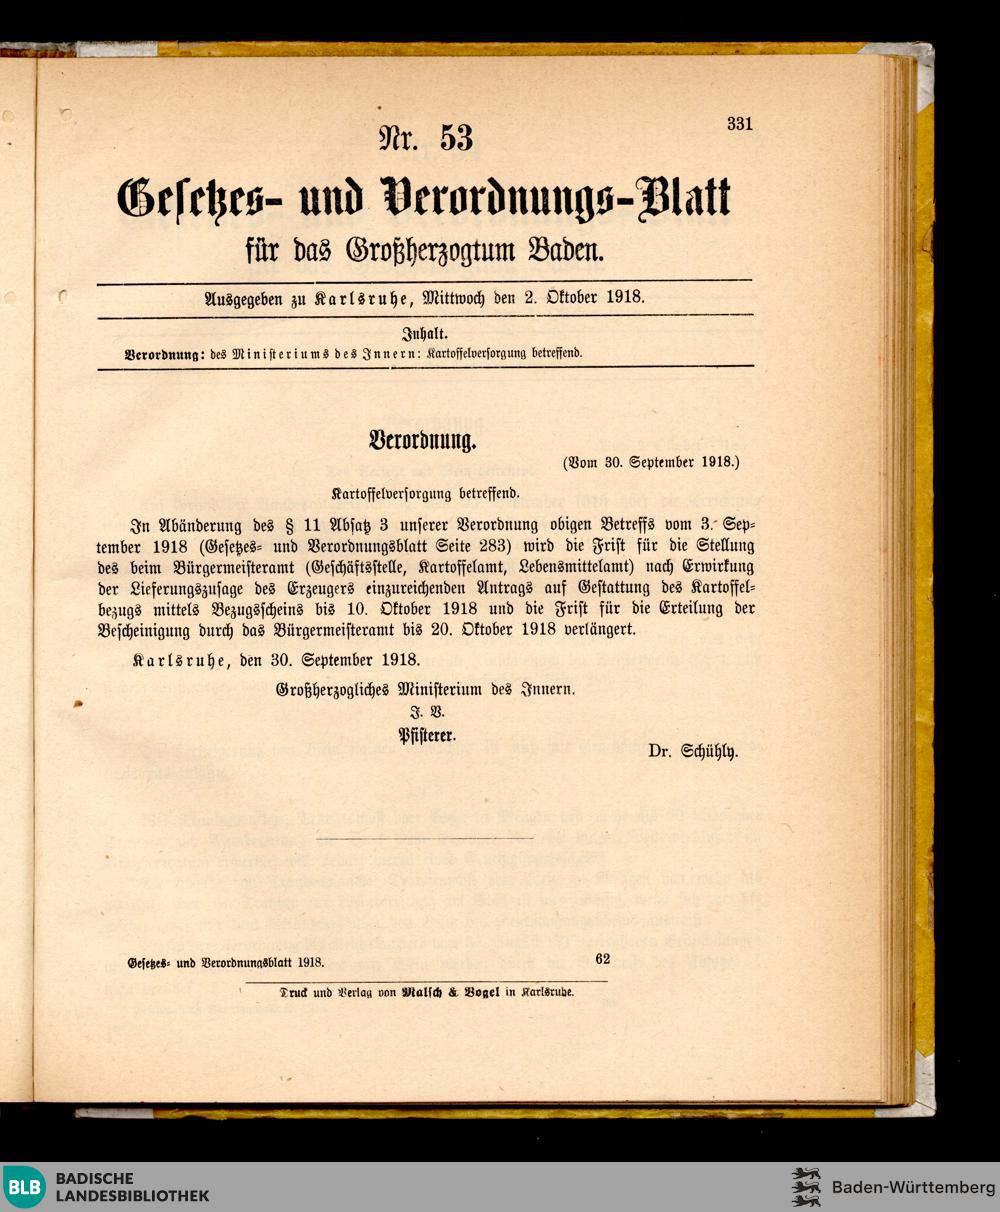 331
Nr. 53
Gesetzes- und Verordnungs-Blatt
für das Großherzogtum Baden.
Ausgegeben zu Karlsruhe, Mittwoch den 2. Oktober 1918.
Inhalt.
Verordnung: des Ministeriums des Innern: Kartoffelversorgung betreffend.
Verordnung.
(Vom 30. September 1918.)
Kartoffelversorgung betreffend.
In Abänderung des § 11 Absatz 3 unserer Verordnung obigen Betreffs vom 3. Sep-
tember 1918 (Gesetzes- und Verordnungsblatt Seite 283) wird die Frist für die Stellung
des beim Bürgermeisteramt (Geschäftsstelle, Kartoffelamt, Lebensmittelamt) nach Erwirkung
der Lieferungszusage des Erzeugers einzureichenden Antrags auf Gestattung des Kartoffel-
bezugs mittels Bezugsscheins bis 10. Oktober 1918 und die Frist für die Erteilung der
Bescheinigung durch das Bürgermeisteramt bis 20. Oktober 1918 verlängert.
Karlsruhe, den 30. September 1918.
Großherzogliches Ministerium des Innern.
J. V.
Pfisterer.
Dr. Schühly.
Gesetzes- und Verordnungsblatt 1918.
62
Druck und Verlag von Malsch & Vogel in Karlsruhe.
BLB BADISCHE
LANDESBIBLIOTHEK
Baden-Württemberg